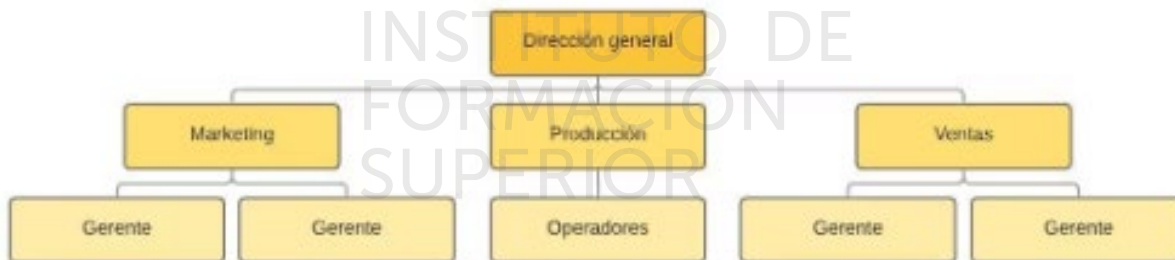 INSTITUTO DE
FORMACIÓN
SUPERIOR
Dirección general
Marketing
Producción
Ventas
Gerente
Gerente
Operadores
Gerente
Gerente